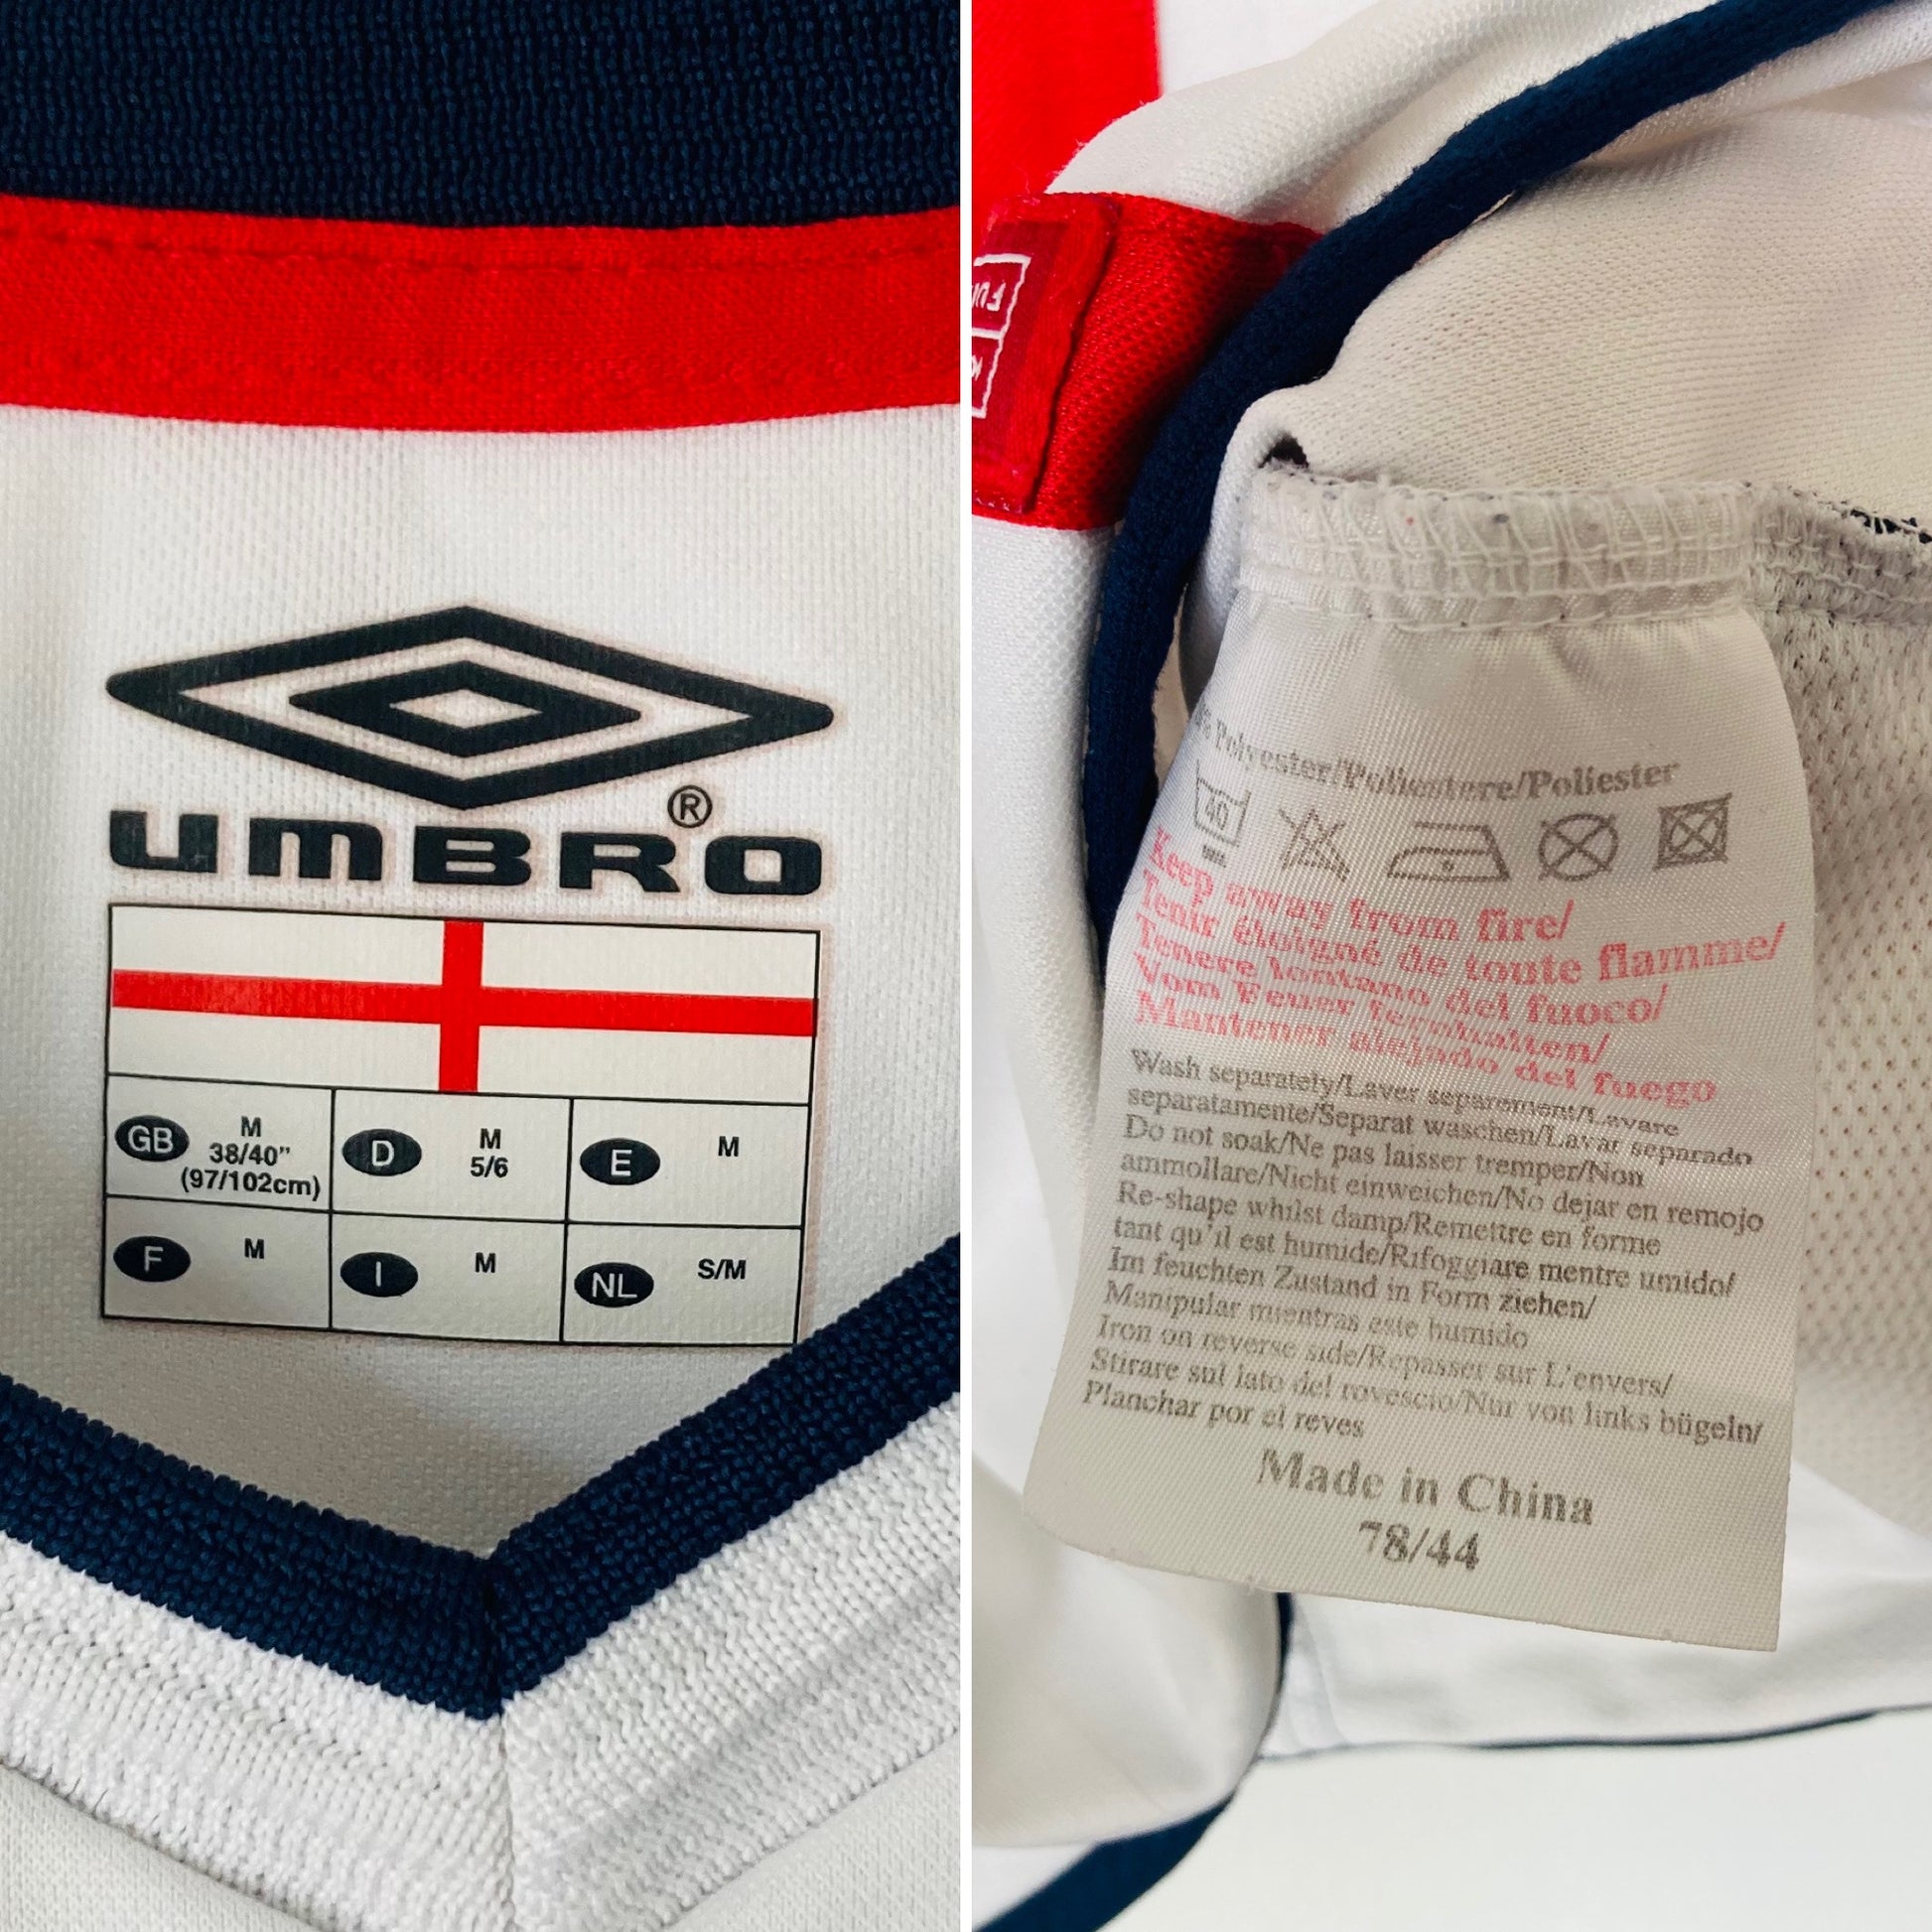 UMBRO®
GB M 38/40" (97/102cm)
D M 5/6
E M
F M
I M
NL S/M
% Polyester/Poliestere/Poliester
40
Keep away from fire/
Tenir éloigné de toute flamme/
Tenere lontano del fuoco/
Vom Feuer fernhalten/
Mantener alejado del fuego
Wash separately/Laver separement/Lavare
separatamente/Separat waschen/Lavar separado
Do not soak/Ne pas laisser tremper/Non
ammollare/Nicht einweichen/No dejar en remojo
Re-shape whilst damp/Remettre en forme
tant qu'il est humide/Rifoggiare mentre umido/
Im feuchten Zustand in Form ziehen/
Manipular mientras este humido
Iron on reverse side/Repasser sur L'envers/
Stirare sul lato del rovescio/Nur von links bügeln/
Planchar por el reves
Made in China
78/44